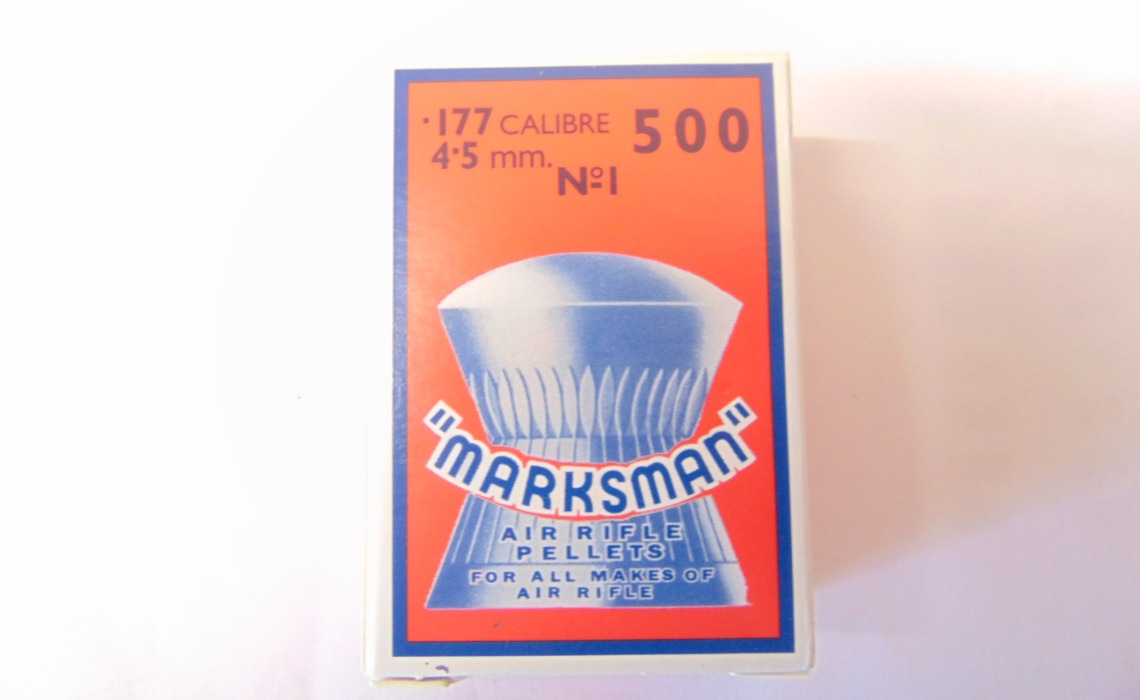 ·177 CALIBRE 500
4·5 mm.
Nº1
"MARKSMAN"
AIR RIFLE
PELLETS
FOR ALL MAKES OF
AIR RIFLE